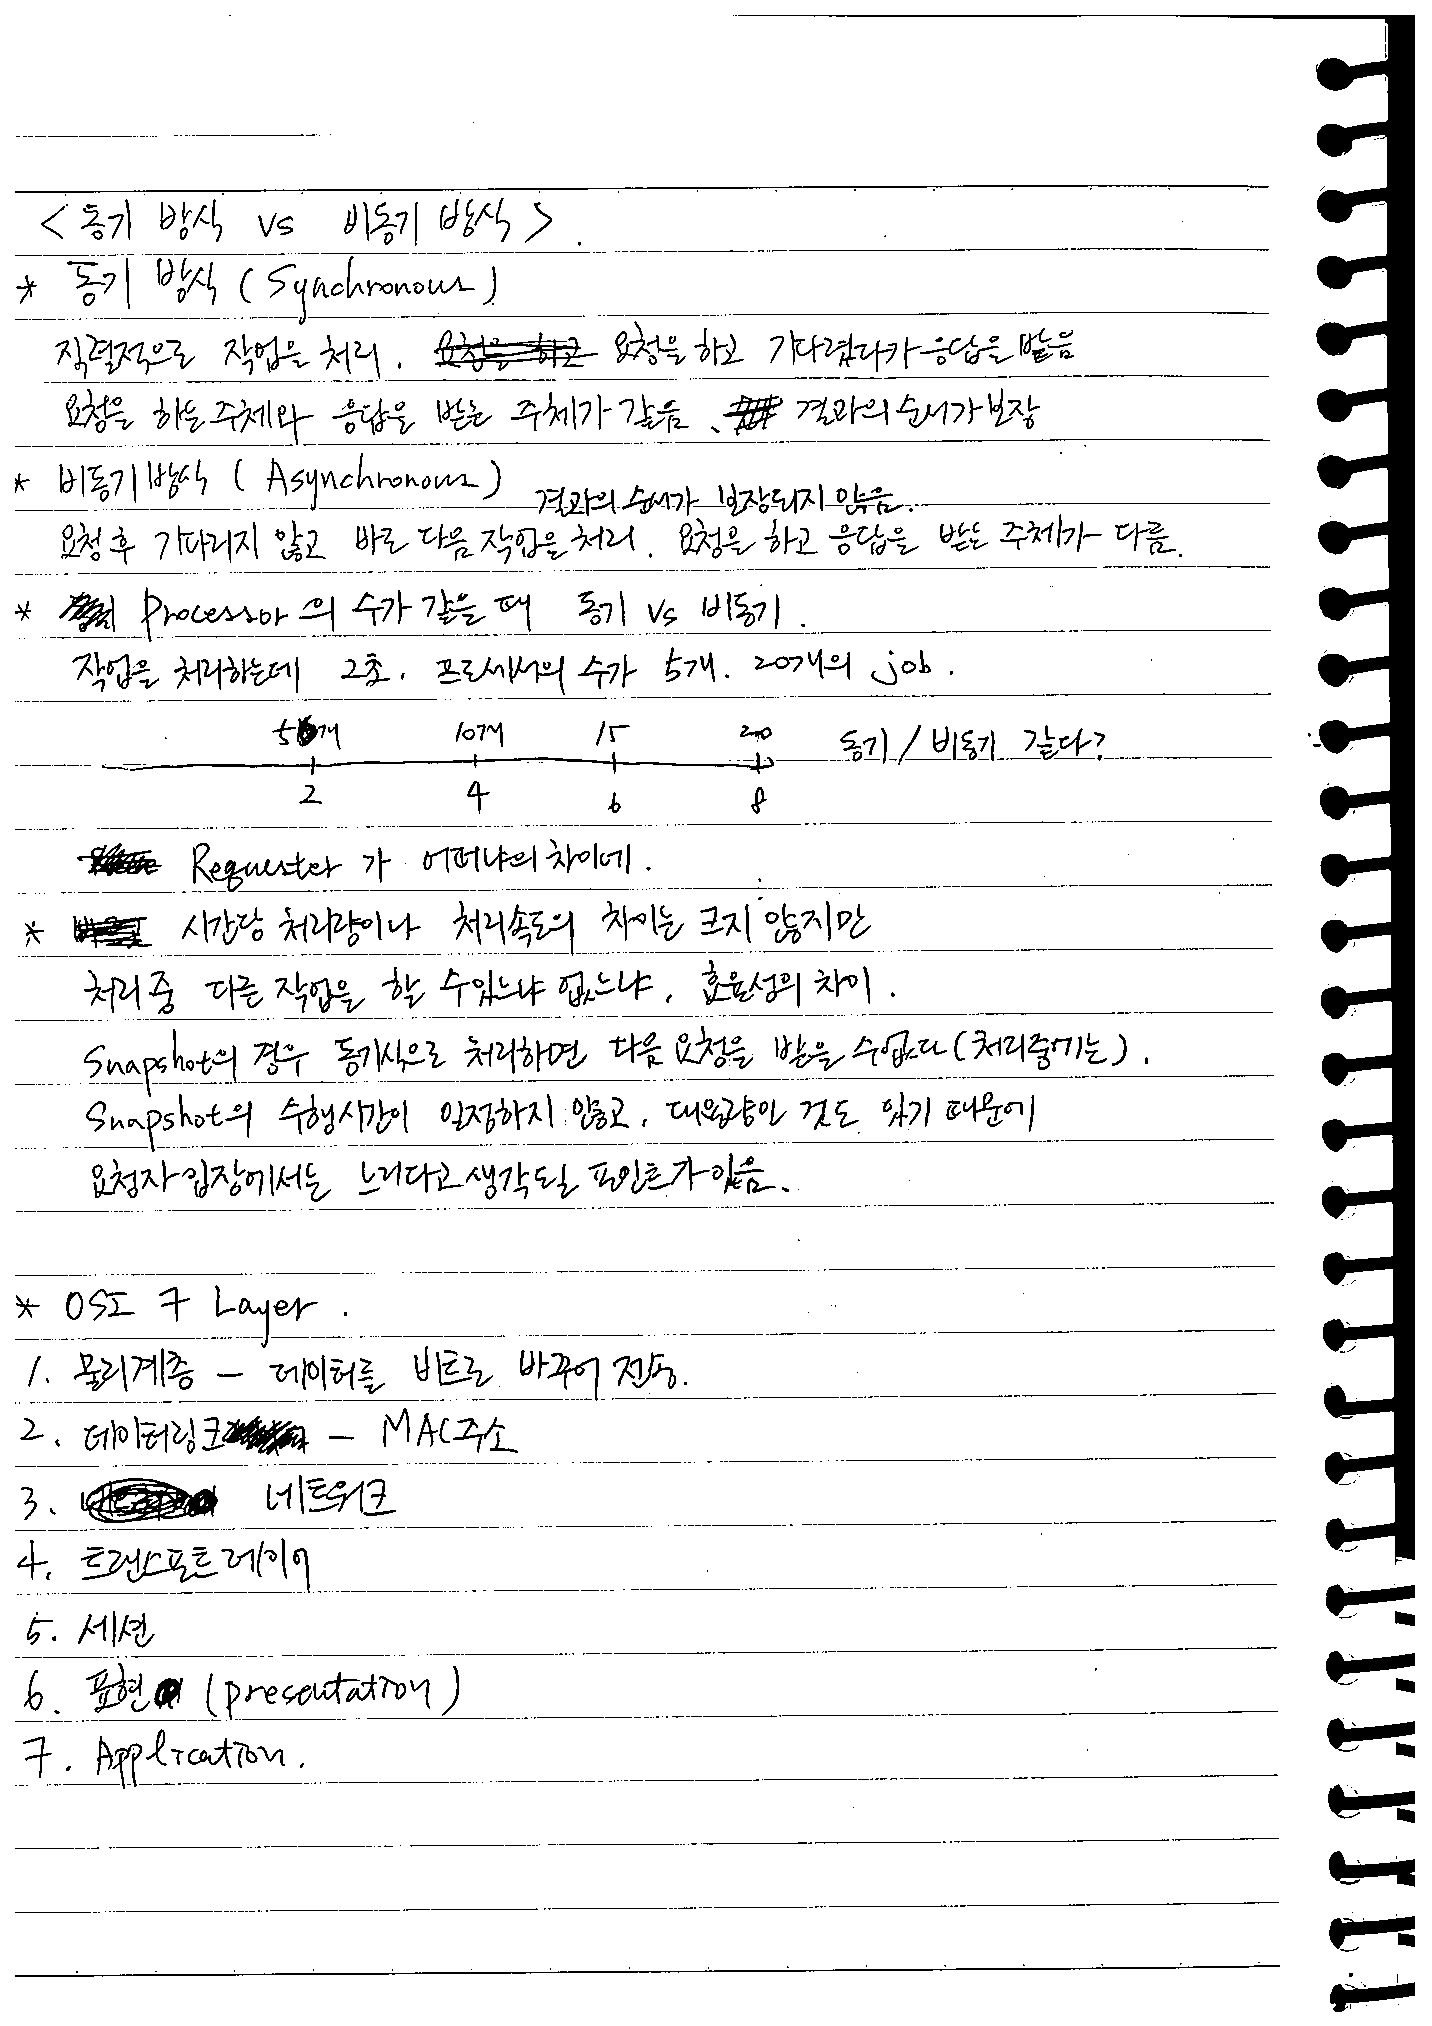 < 동기 방식 vs 비동기 방식 > .
* 동기 방식 ( Synchronous )
직렬적으로 작업을 처리 . 요청을 하고 요청을 하고 기다렸다가 응답을 받음
요청을 하는 주체와 응답을 받는 주체가 같음 . 결과의 순서가 보장
* 비동기 방식 ( Asynchronous ) 결과의 순서가 보장되지 않음.
요청 후 기다리지 않고 바로 다음 작업을 처리 . 요청을 하고 응답을 받는 주체가 다름.
* Processor 의 수가 같을 때 동기 vs 비동기 .
작업을 처리하는데 2초. 프로세서의 수가 5개. 20개의 job .
5개 10개 15 20 동기 / 비동기 같다?
2 4 6 8
Requester 가 어떠냐의 차이네 .
* 시간당 처리량이나 처리속도의 차이는 크지 않지만
처리 중 다른 작업을 할 수 있느냐 없느냐 , 효율성의 차이 .
Snapshot의 경우 동기식으로 처리하면 다음 요청을 받을 수 없다 (처리중에는) .
Snapshot의 수행시간이 일정하지 않고, 대용량인 것도 있기 때문에
요청자 입장에서는 느리다고 생각될 포인트가 있음.
* OSI 7 Layer .
1. 물리계층 - 데이터를 비트로 바꾸어 전송.
2. 데이터링크 - MAC주소
3. 네트워크
4. 트랜스포트 레이어
5. 세션
6. 표현 (presentation)
7. Application.